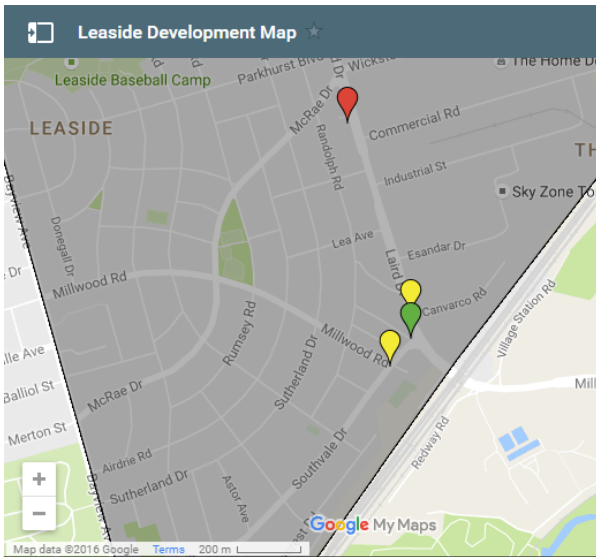 Leaside Development Map
Parkhurst Blvd
Wickst
The Home D
Leaside Baseball Camp
McRae Dr
Commercial Rd
LEASIDE
Randolph Rd
TH
Industrial St
Bayview Ave
Sky Zone To
Donegall Dr
Lea Ave
Esandar Dr
e Dr
Millwood Rd
Laird D
Canvarco Rd
Village Station Rd
Rumsey Rd
Millwood Rd
lle Ave
Sutherland Dr
Balliol St
McRae Dr
Mill
Merton St
Redway Rd
Airdrie Rd
Southvale Dr
Sutherland Dr
Astor Ave
Bayview Ave
Google My Maps
Map data ©2016 Google Terms 200 m